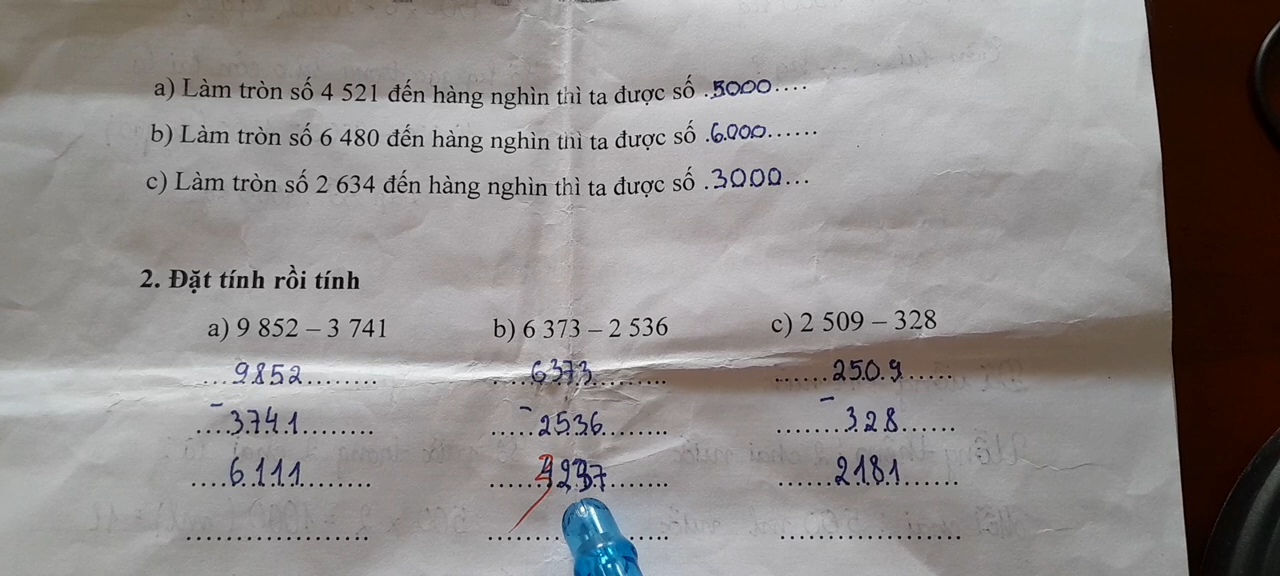 a) Làm tròn số 4 521 đến hàng nghìn thì ta được số .5000....
b) Làm tròn số 6 480 đến hàng nghìn thì ta được số .6.000......
c) Làm tròn số 2 634 đến hàng nghìn thì ta được số .3000...
2. Đặt tính rồi tính
a) 9 852 – 3 741 b) 6 373 – 2 536 c) 2 509 – 328
9852 6373 2509
- 3741 - 2536 - 328
6111 2181